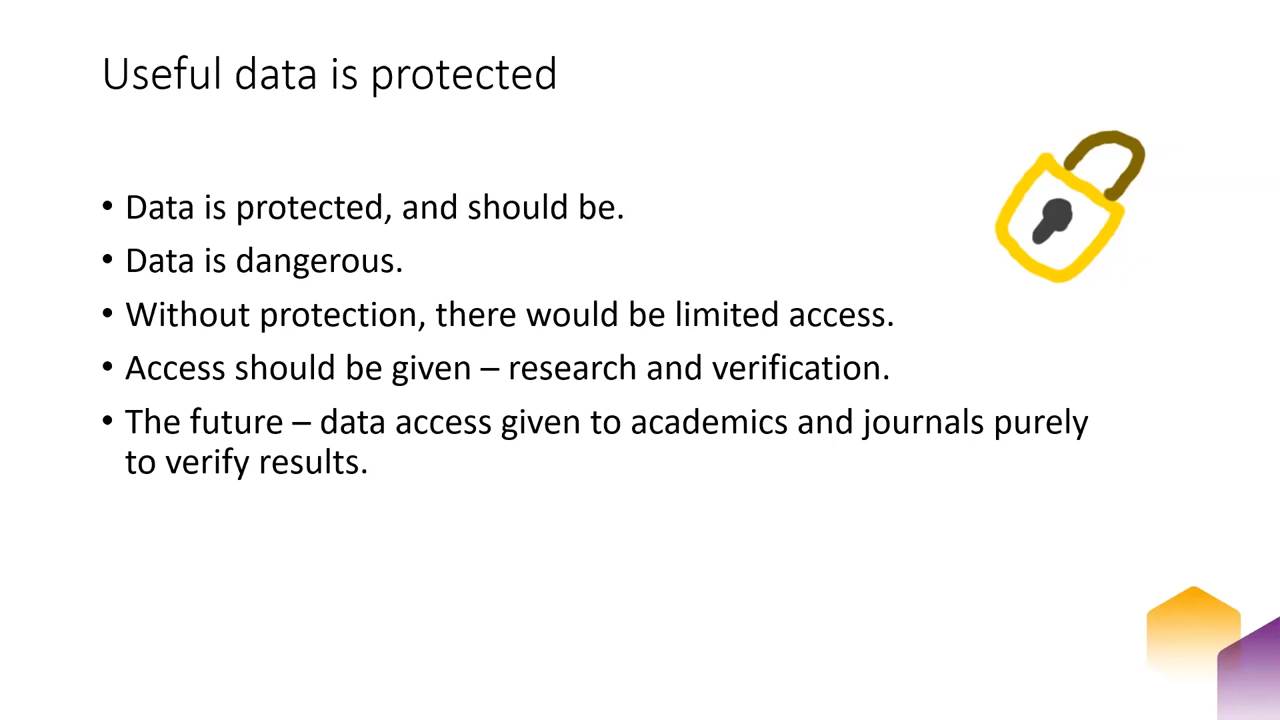 Useful data is protected
• Data is protected, and should be.
• Data is dangerous.
• Without protection, there would be limited access.
• Access should be given – research and verification.
• The future – data access given to academics and journals purely
to verify results.